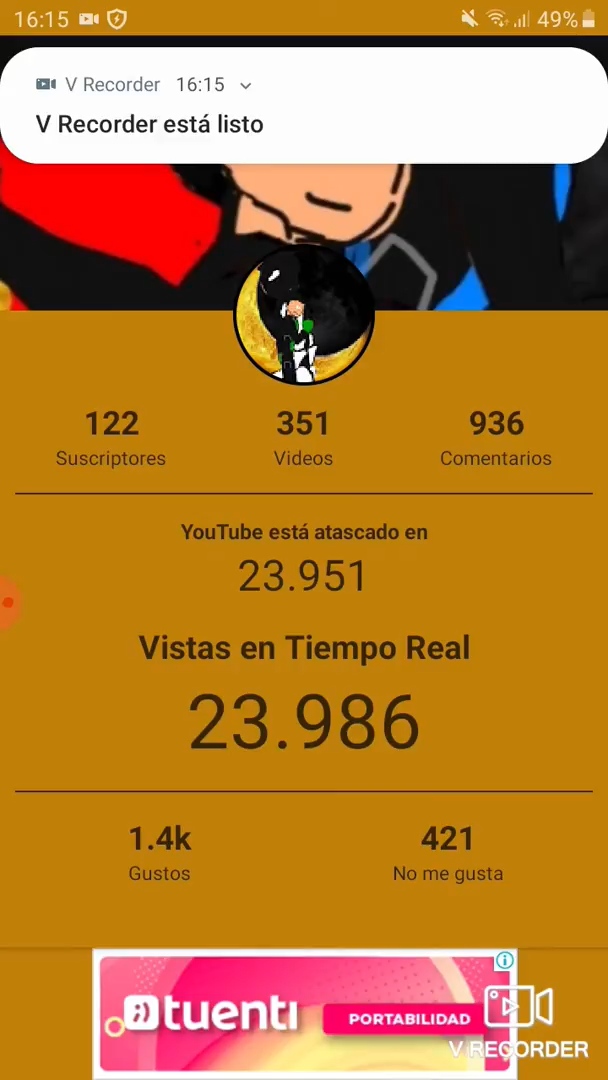 16:15 49%
V Recorder 16:15
V Recorder está listo
122 351 936
Suscriptores Videos Comentarios
YouTube está atascado en
23.951
Vistas en Tiempo Real
23.986
1.4k 421
Gustos No me gusta
tuenti PORTABILIDAD
V RECORDER